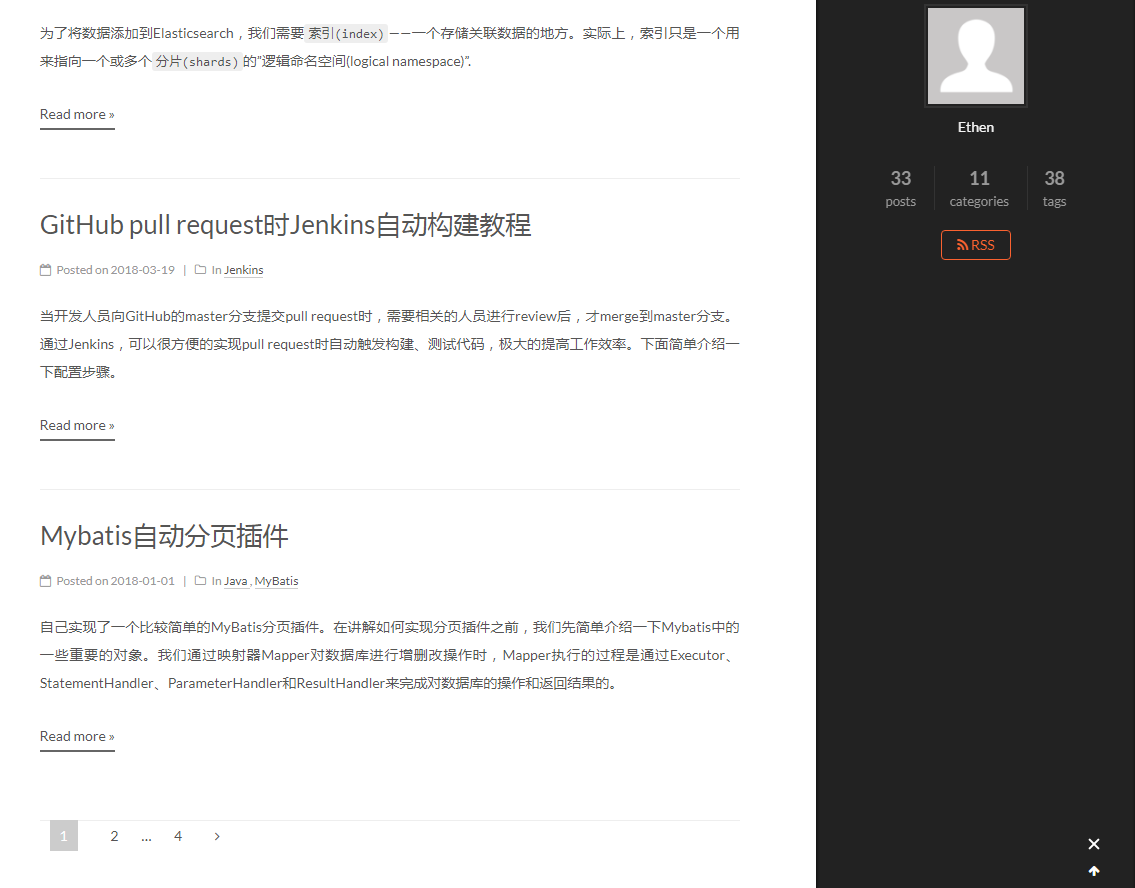 为了将数据添加到Elasticsearch，我们需要 索引(index) ——一个存储关联数据的地方。实际上，索引只是一个用
来指向一个或多个 分片(shards) 的”逻辑命名空间(logical namespace)”.
Read more »
GitHub pull request时Jenkins自动构建教程
Posted on 2018-03-19 | In Jenkins
当开发人员向GitHub的master分支提交pull request时，需要相关的人员进行review后，才merge到master分支。
通过Jenkins，可以很方便的实现pull request时自动触发构建、测试代码，极大的提高工作效率。下面简单介绍一
下配置步骤。
Read more »
Mybatis自动分页插件
Posted on 2018-01-01 | In Java , MyBatis
自己实现了一个比较简单的MyBatis分页插件。在讲解如何实现分页插件之前，我们先简单介绍一下Mybatis中的
一些重要的对象。我们通过映射器Mapper对数据库进行增删改操作时，Mapper执行的过程是通过Executor、
StatementHandler、ParameterHandler和ResultHandler来完成对数据库的操作和返回结果的。
Read more »
1 2 … 4 >
Ethen
33 11 38
posts categories tags
RSS